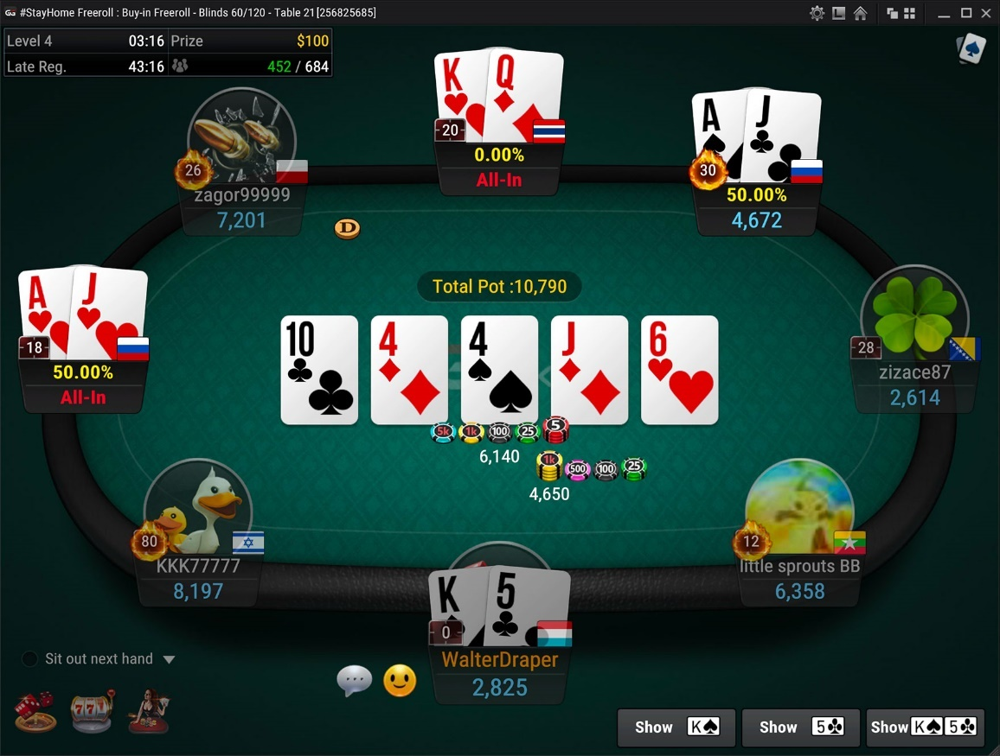 #StayHome Freeroll : Buy-in Freeroll - Blinds 60/120 - Table 21[256825685]
Level 4 03:16 Prize $100
Late Reg. 43:16 452 / 684
K Q
20
0.00%
All-In
A J
30
50.00%
4,672
26
zagor99999
7,201
D
A J
18
50.00%
All-In
Total Pot :10,790
10 4 4 J 6
28
zizace87
2,614
5k 1k 100 25 5
6,140
1k 500 100 25
4,650
80
KKK77777
8,197
12
little sprouts BB
6,358
K 5
0
WalterDraper
2,825
Sit out next hand
777
Show K♠
Show 5♣
Show K♠ 5♣